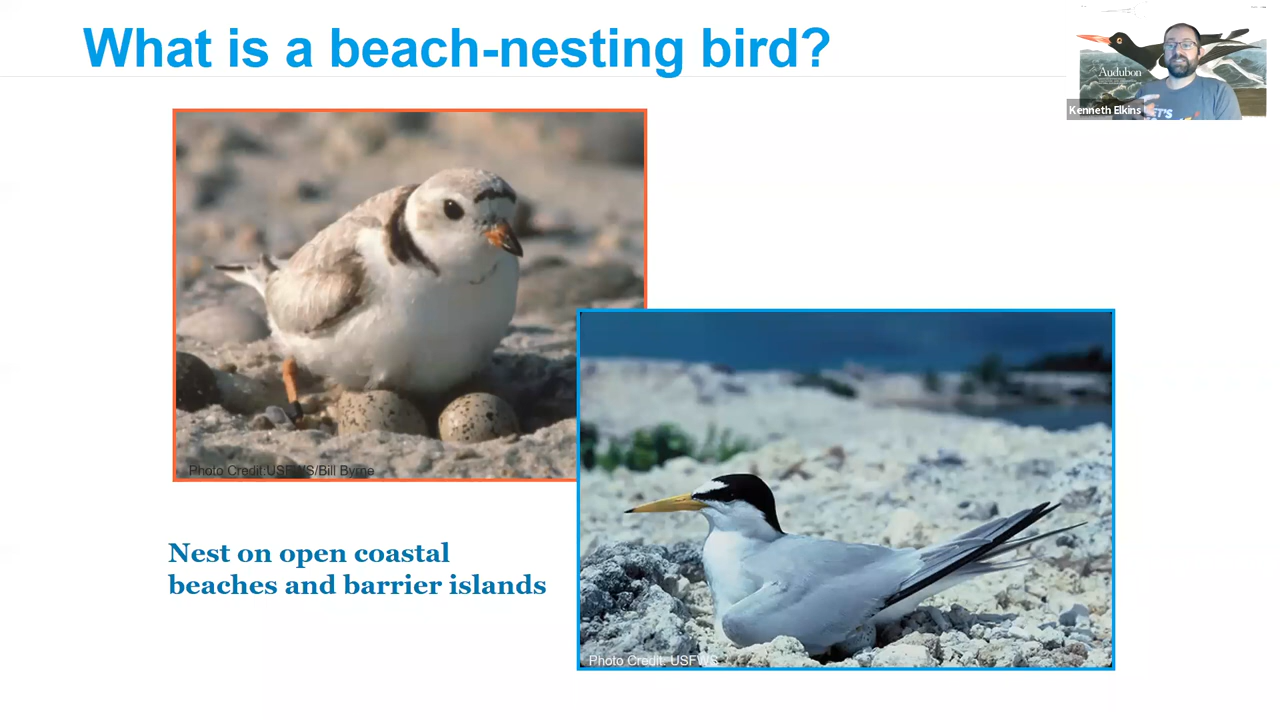 What is a beach-nesting bird?
Audubon
Kenneth Elkins
Photo Credit:USFWS/Bill Byrne
Nest on open coastal
beaches and barrier islands
Photo Credit: USFWS